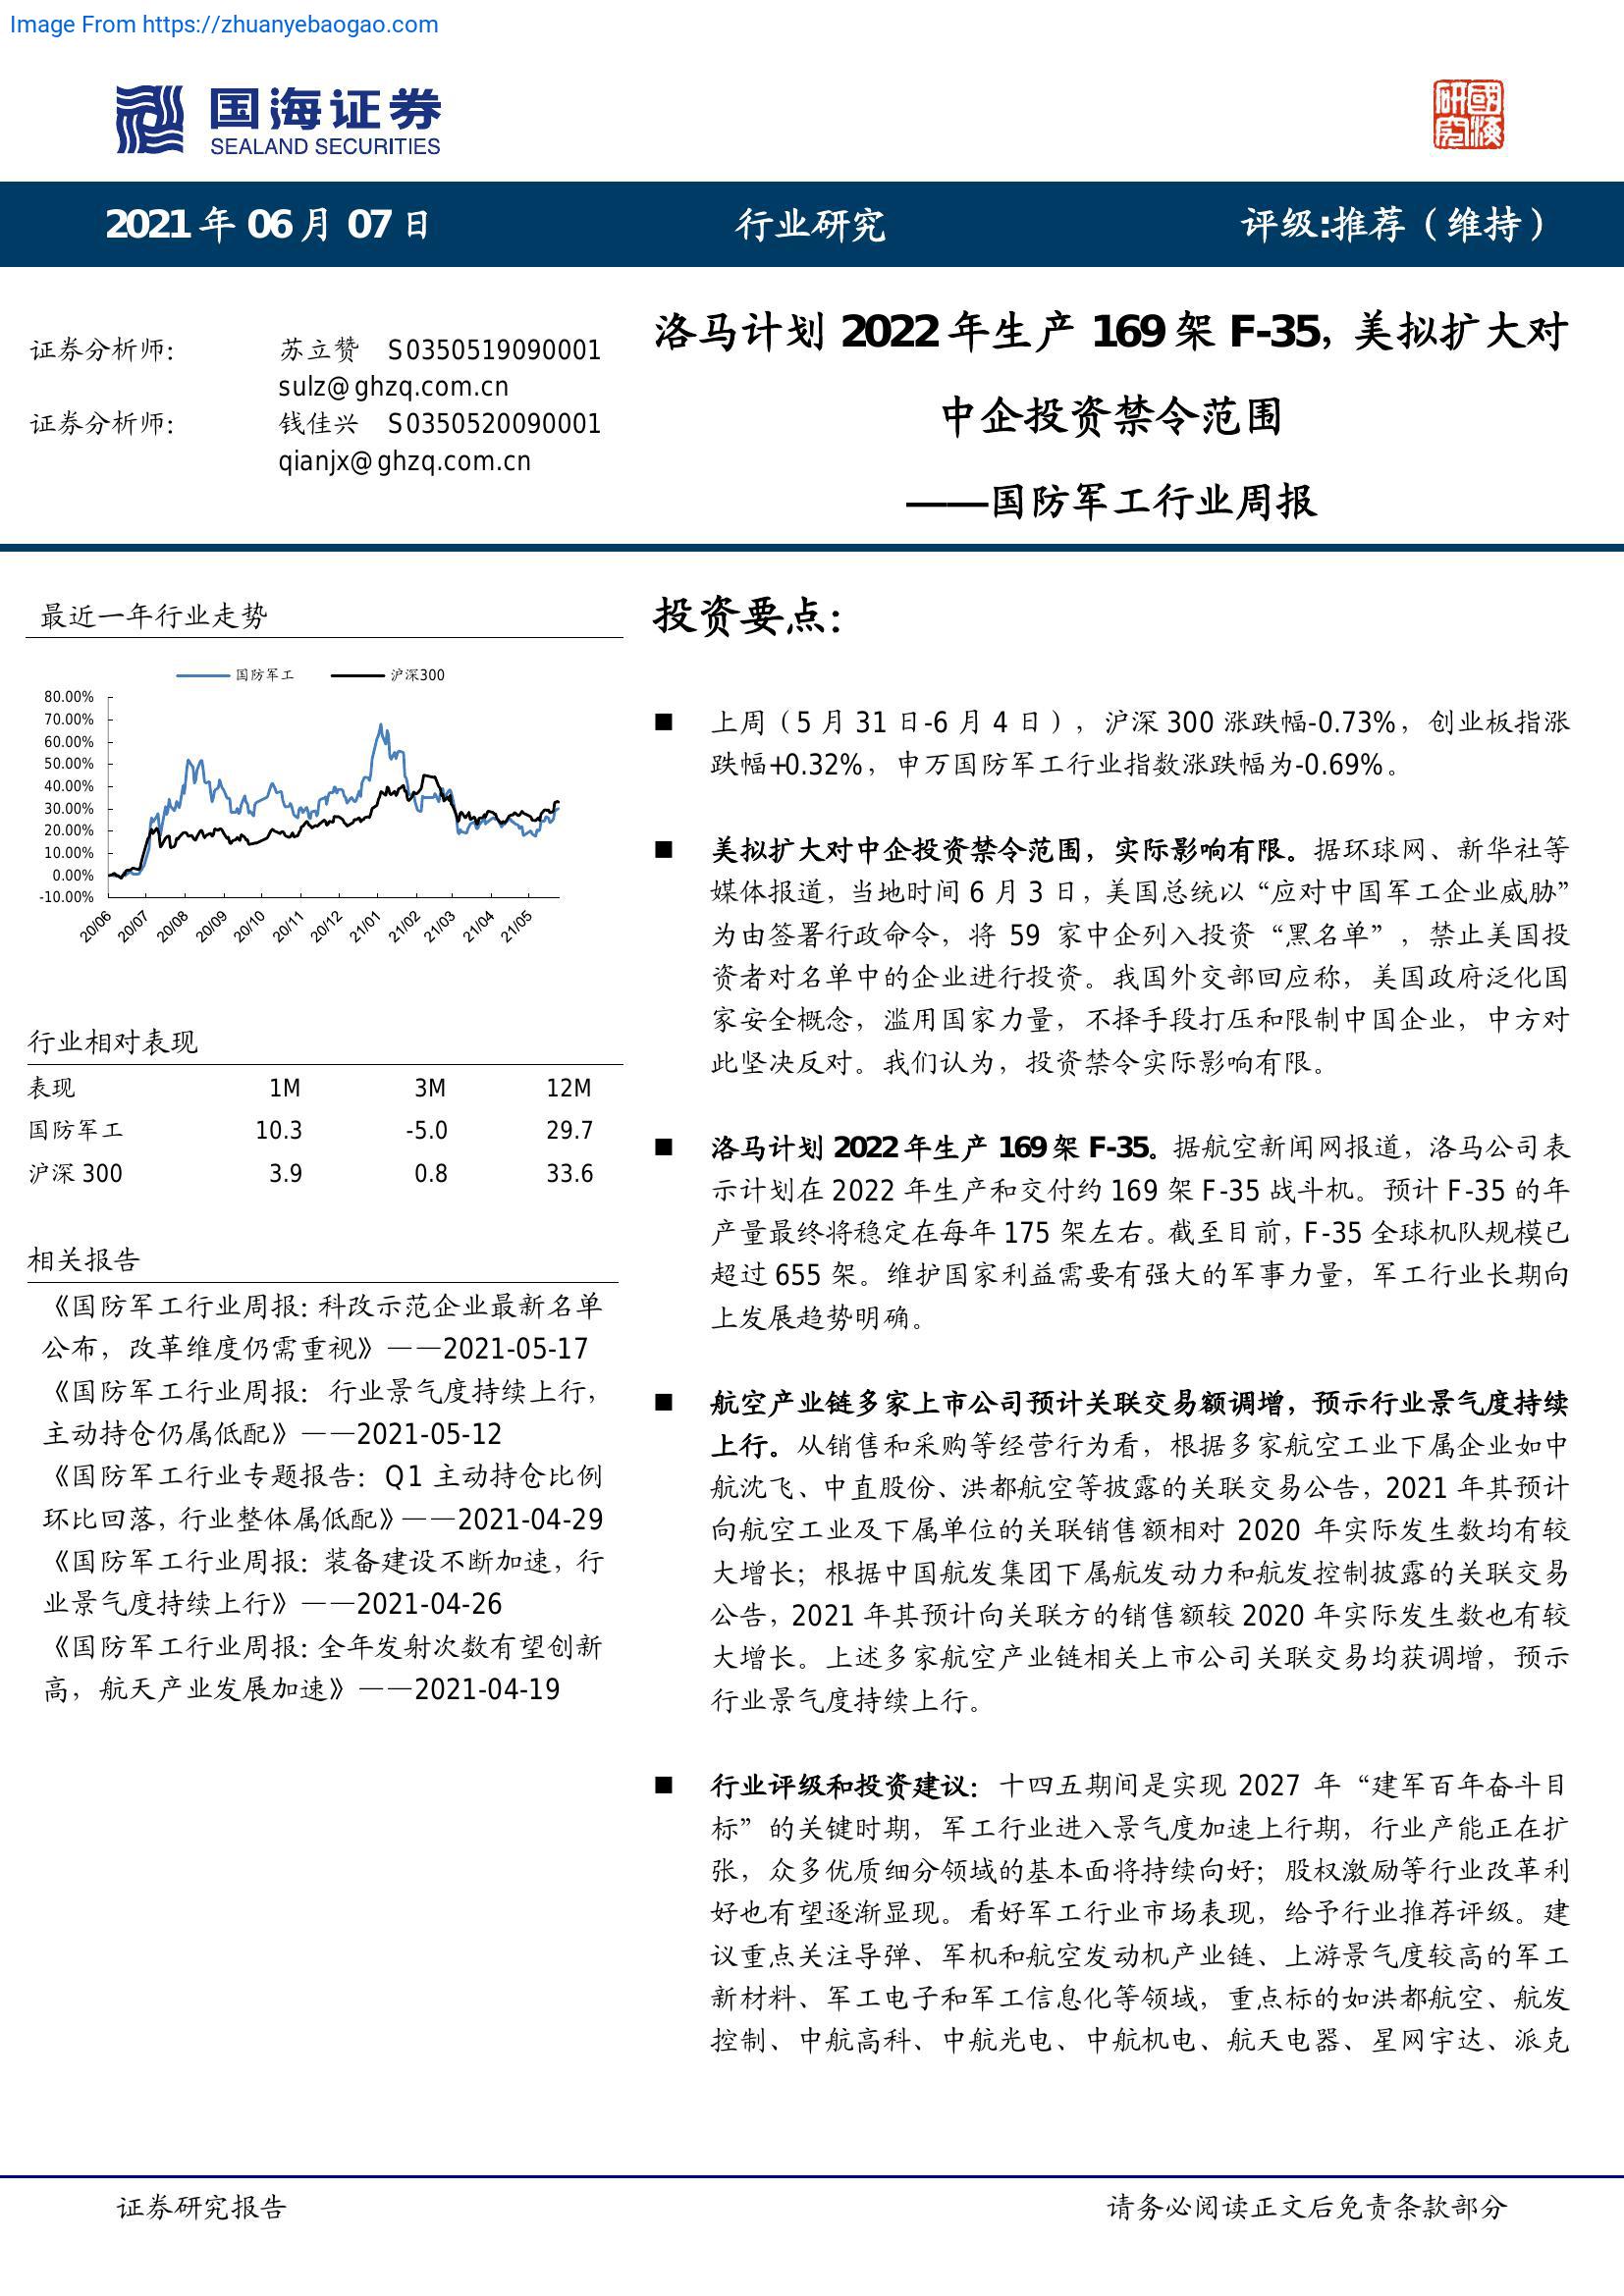 Image From https://zhuanyebaogao.com
国海证券
SEALAND SECURITIES
研究
國海
2021 年 06 月 07 日
行业研究
评级:推荐（维持）
证券分析师：
苏立赞 S0350519090001
sulz@ghzq.com.cn
证券分析师：
钱佳兴 S0350520090001
qianjx@ghzq.com.cn
洛马计划 2022 年生产 169 架 F-35，美拟扩大对
中企投资禁令范围
——国防军工行业周报
最近一年行业走势
国防军工 沪深300
80.00%
70.00%
60.00%
50.00%
40.00%
30.00%
20.00%
10.00%
0.00%
-10.00%
20/06 20/07 20/08 20/09 20/10 20/11 20/12 21/01 21/02 21/03 21/04 21/05
行业相对表现
表现 1M 3M 12M
国防军工 10.3 -5.0 29.7
沪深 300 3.9 0.8 33.6
相关报告
《国防军工行业周报：科改示范企业最新名单
公布，改革维度仍需重视》——2021-05-17
《国防军工行业周报：行业景气度持续上行，
主动持仓仍属低配》——2021-05-12
《国防军工行业专题报告：Q1 主动持仓比例
环比回落，行业整体属低配》——2021-04-29
《国防军工行业周报：装备建设不断加速，行
业景气度持续上行》——2021-04-26
《国防军工行业周报：全年发射次数有望创新
高，航天产业发展加速》——2021-04-19
投资要点：
■ 上周（5 月 31 日-6 月 4 日），沪深 300 涨跌幅-0.73%，创业板指涨
跌幅+0.32%，申万国防军工行业指数涨跌幅为-0.69%。
■ 美拟扩大对中企投资禁令范围，实际影响有限。据环球网、新华社等
媒体报道，当地时间 6 月 3 日，美国总统以“应对中国军工企业威胁”
为由签署行政命令，将 59 家中企列入投资“黑名单”，禁止美国投
资者对名单中的企业进行投资。我国外交部回应称，美国政府泛化国
家安全概念，滥用国家力量，不择手段打压和限制中国企业，中方对
此坚决反对。我们认为，投资禁令实际影响有限。
■ 洛马计划 2022 年生产 169 架 F-35。据航空新闻网报道，洛马公司表
示计划在 2022 年生产和交付约 169 架 F-35 战斗机。预计 F-35 的年
产量最终将稳定在每年 175 架左右。截至目前，F-35 全球机队规模已
超过 655 架。维护国家利益需要有强大的军事力量，军工行业长期向
上发展趋势明确。
■ 航空产业链多家上市公司预计关联交易额调增，预示行业景气度持续
上行。从销售和采购等经营行为看，根据多家航空工业下属企业如中
航沈飞、中直股份、洪都航空等披露的关联交易公告，2021 年其预计
向航空工业及下属单位的关联销售额相对 2020 年实际发生数均有较
大增长；根据中国航发集团下属航发动力和航发控制披露的关联交易
公告，2021 年其预计向关联方的销售额较 2020 年实际发生数也有较
大增长。上述多家航空产业链相关上市公司关联交易均获调增，预示
行业景气度持续上行。
■ 行业评级和投资建议：十四五期间是实现 2027 年“建军百年奋斗目
标”的关键时期，军工行业进入景气度加速上行期，行业产能正在扩
张，众多优质细分领域的基本面将持续向好；股权激励等行业改革利
好也有望逐渐显现。看好军工行业市场表现，给予行业推荐评级。建
议重点关注导弹、军机和航空发动机产业链、上游景气度较高的军工
新材料、军工电子和军工信息化等领域，重点标的如洪都航空、航发
控制、中航高科、中航光电、中航机电、航天电器、星网宇达、派克
证券研究报告
请务必阅读正文后免责条款部分